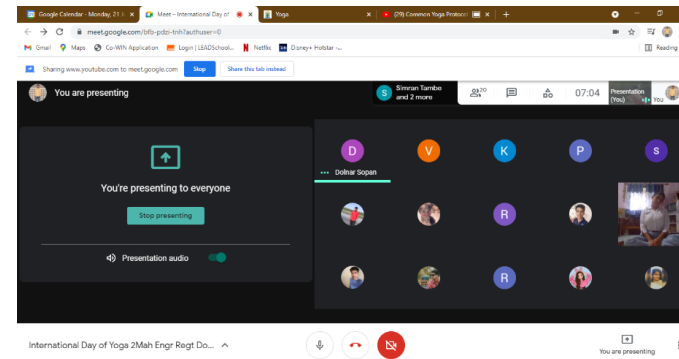 Google Calendar - Monday, 21 J
Meet – International Day of
Yoga
(29) Common Yoga Protocol
meet.google.com/bfb-pdzi-tnh?authuser=0
Gmail
Maps
Co-WIN Application
Login | LEADSchool...
Netflix
Disney+ Hotstar -...
Reading
Sharing www.youtube.com to meet.google.com
Stop
Share this tab instead
You are presenting
S
Simran Tambe
and 2 more
20
07:04
Presentation
(You)
You
D
V
K
P
S
Dolnar Sopan
You're presenting to everyone
Stop presenting
R
Presentation audio
R
International Day of Yoga 2Mah Engr Regt Do...
You are presenting